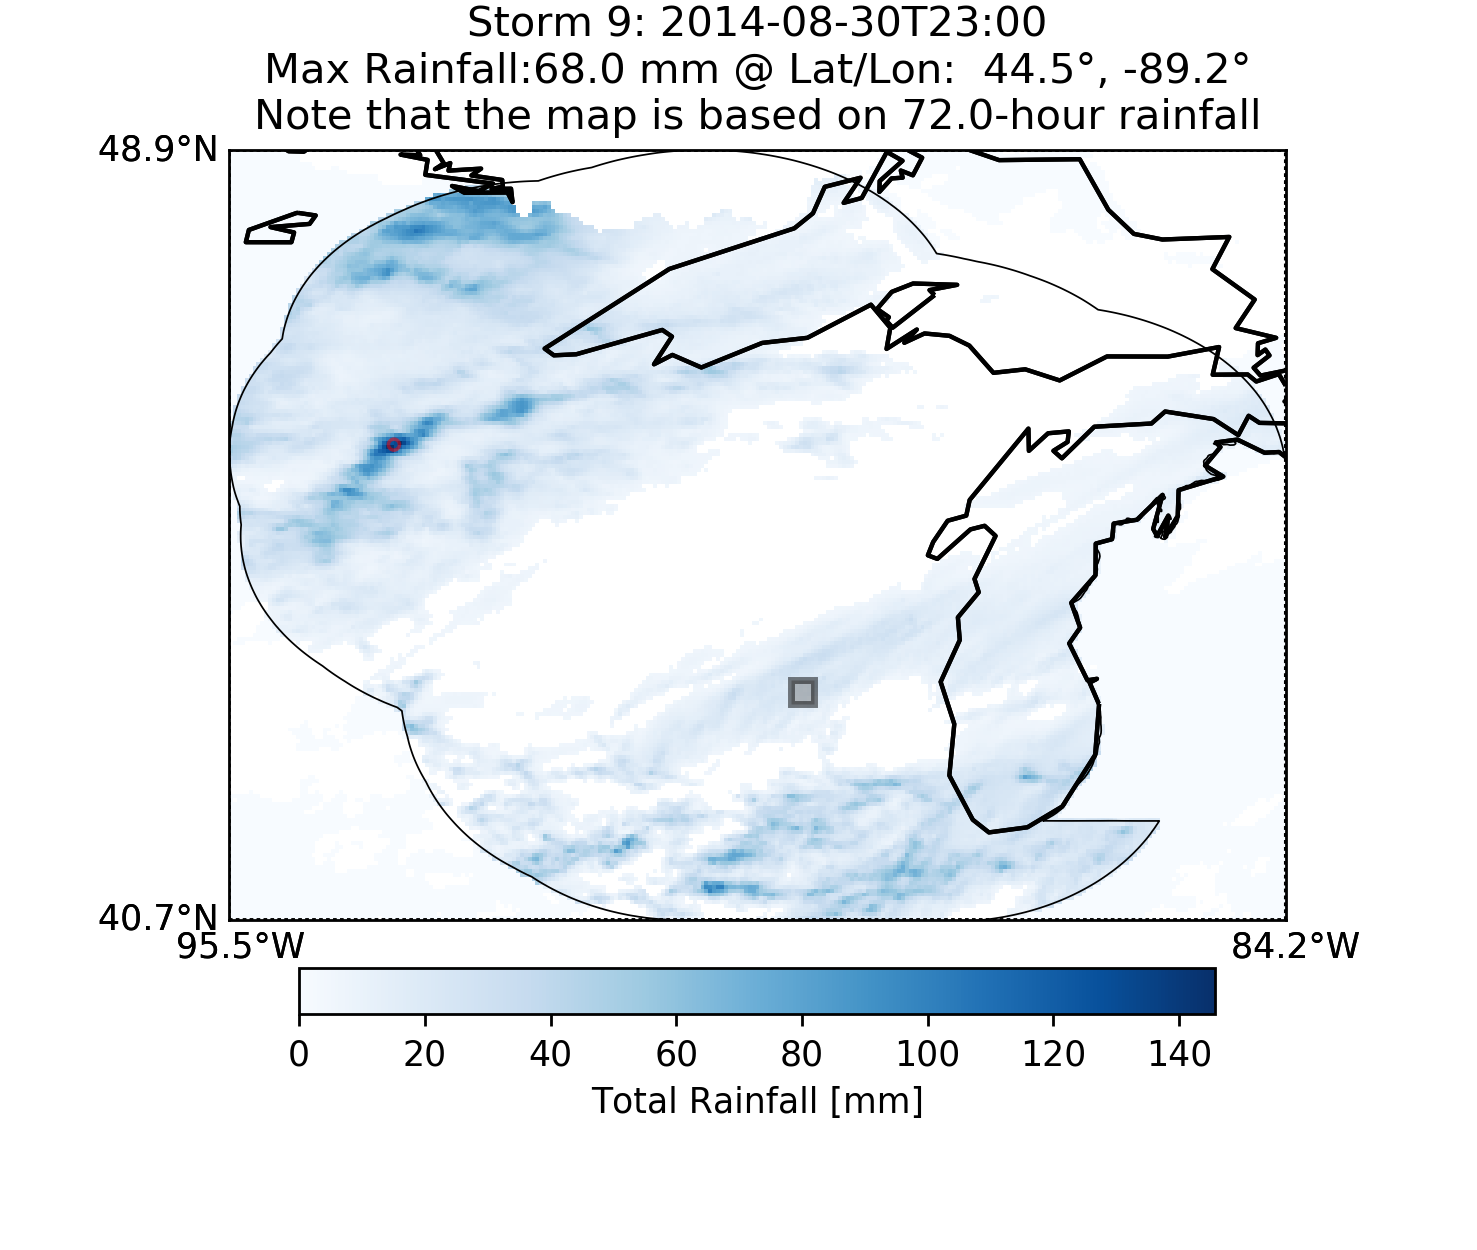 Storm 9: 2014-08-30T23:00
Max Rainfall:68.0 mm @ Lat/Lon:  44.5°, -89.2°
Note that the map is based on 72.0-hour rainfall
48.9°N
40.7°N
95.5°W 84.2°W
0 20 40 60 80 100 120 140
Total Rainfall [mm]